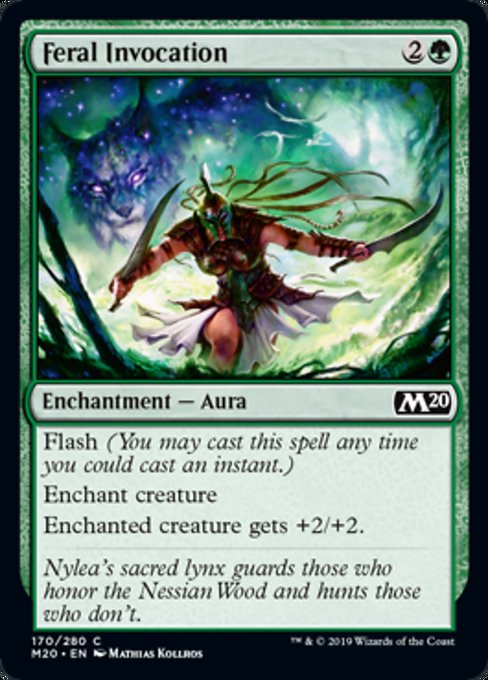 Feral Invocation 2
Enchantment — Aura M20
Flash (You may cast this spell any time
you could cast an instant.)
Enchant creature
Enchanted creature gets +2/+2.
Nylea's sacred lynx guards those who
honor the Nessian Wood and hunts those
who don't.
170/280 C ™ & © 2019 Wizards of the Coast
M20 • EN Mathias Kollros